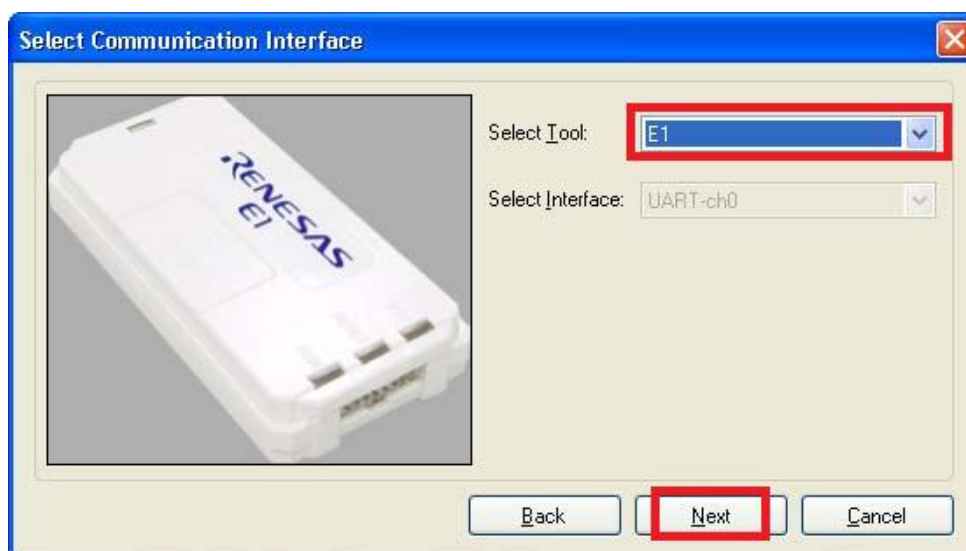 Select Communication Interface
RENESAS
E1
Select Tool:
E1
Select Interface:
UART-ch0
Back
Next
Cancel